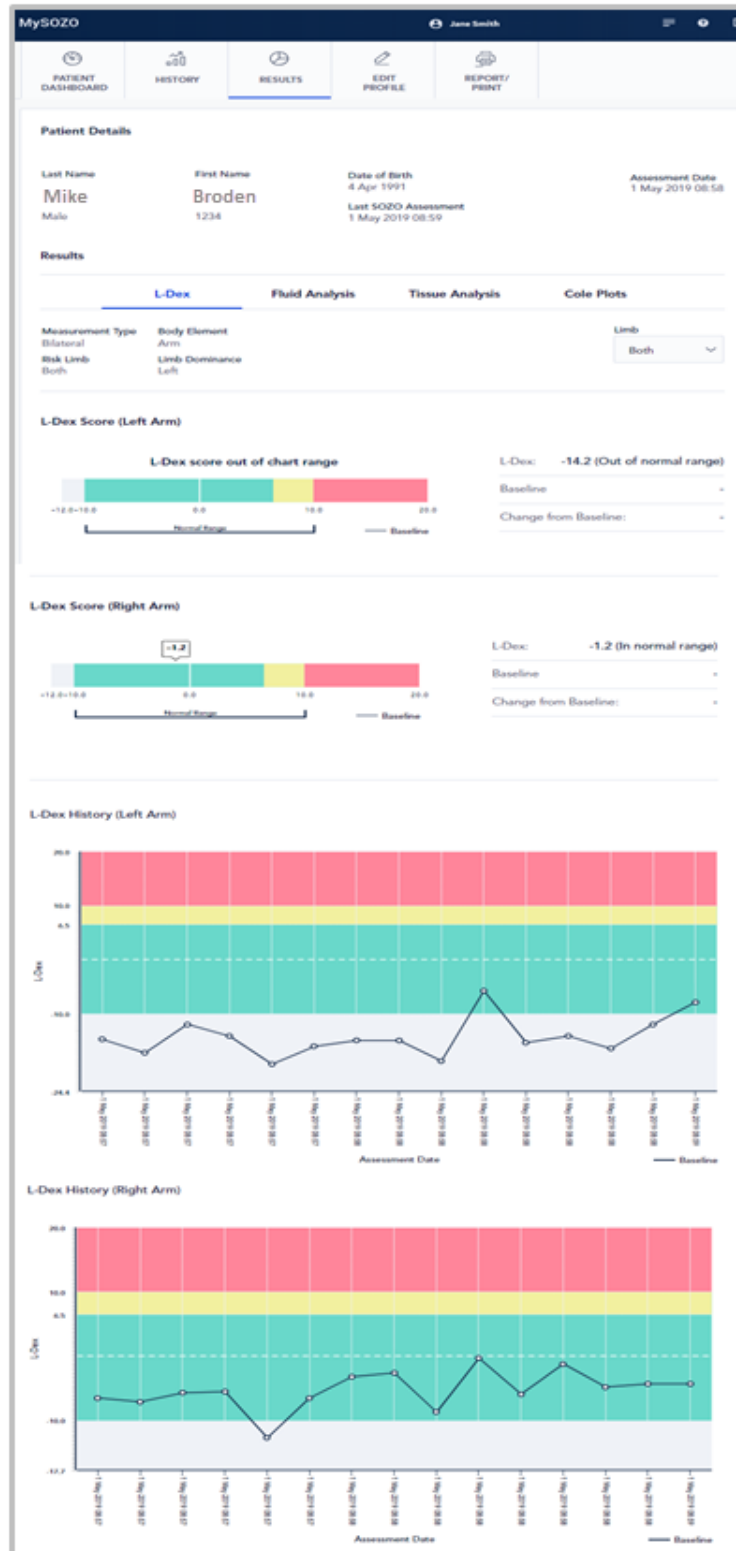 MySOZO
Jane Smith
PATIENT DASHBOARD
HISTORY
RESULTS
EDIT PROFILE
REPORT/ PRINT
Patient Details
Last Name
Mike
Male
First Name
Broden
1234
Date of Birth
4 Apr 1991
Last SOZO Assessment
1 May 2019 08:59
Assessment Date
1 May 2019 08:58
Results
L-Dex Fluid Analysis Tissue Analysis Cole Plots
Measurement Type
Bilateral
Body Element
Arm
Risk Limb
Both
Limb Dominance
Left
Limb
Both
L-Dex Score (Left Arm)
L-Dex score out of chart range
-12.0 -10.0 0.0 10.0 20.0
Normal Range
Baseline
L-Dex: -14.2 (Out of normal range)
Baseline -
Change from Baseline: -
L-Dex Score (Right Arm)
-1.2
-12.0 -10.0 0.0 10.0 20.0
Normal Range
Baseline
L-Dex: -1.2 (In normal range)
Baseline -
Change from Baseline: -
L-Dex History (Left Arm)
20.0
10.0
6.5
L-Dex
-10.0
-24.4
Assessment Date
Baseline
L-Dex History (Right Arm)
20.0
10.0
6.5
L-Dex
-10.0
-17.7
Assessment Date
Baseline